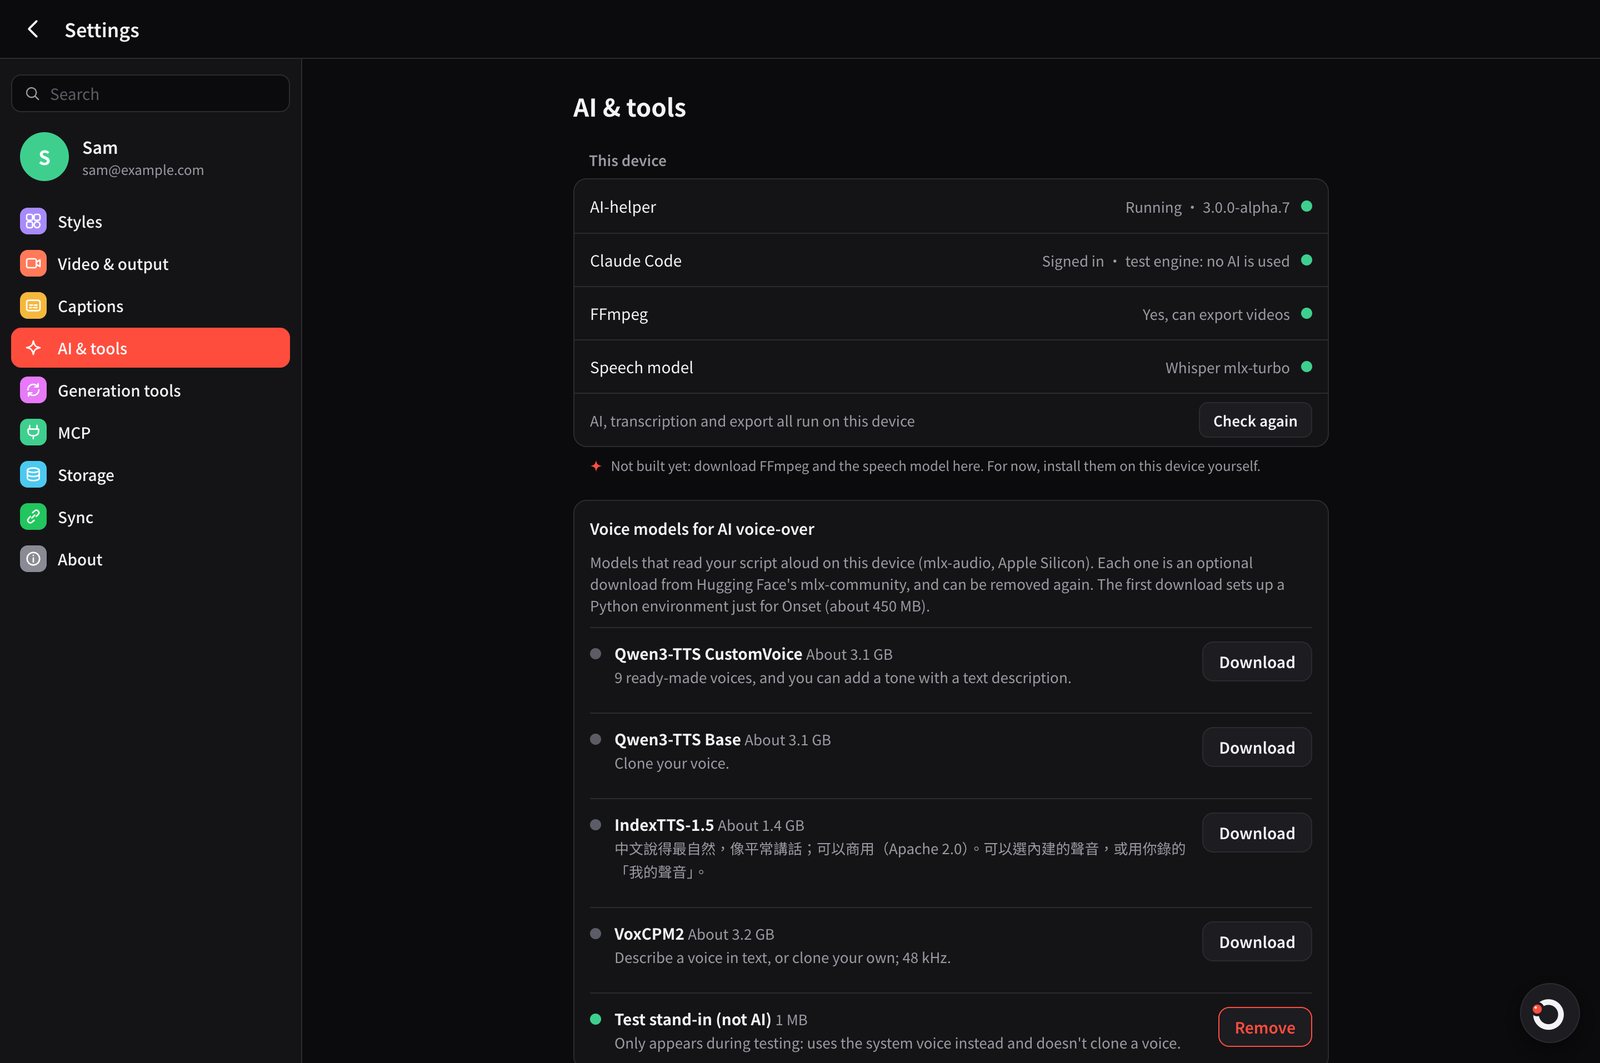 Settings
Search
S
Sam
sam@example.com
Styles
Video & output
Captions
AI & tools
Generation tools
MCP
Storage
Sync
About
AI & tools
This device
AI-helper
Running • 3.0.0-alpha.7
Claude Code
Signed in • test engine: no AI is used
FFmpeg
Yes, can export videos
Speech model
Whisper mlx-turbo
AI, transcription and export all run on this device
Check again
Not built yet: download FFmpeg and the speech model here. For now, install them on this device yourself.
Voice models for AI voice-over
Models that read your script aloud on this device (mlx-audio, Apple Silicon). Each one is an optional
download from Hugging Face's mlx-community, and can be removed again. The first download sets up a
Python environment just for Onset (about 450 MB).
Qwen3-TTS CustomVoice About 3.1 GB
9 ready-made voices, and you can add a tone with a text description.
Download
Qwen3-TTS Base About 3.1 GB
Clone your voice.
Download
IndexTTS-1.5 About 1.4 GB
中文說得最自然，像平常講話；可以商用（Apache 2.0）。可以選內建的聲音，或用你錄的
「我的聲音」。
Download
VoxCPM2 About 3.2 GB
Describe a voice in text, or clone your own; 48 kHz.
Download
Test stand-in (not AI) 1 MB
Only appears during testing: uses the system voice instead and doesn't clone a voice.
Remove